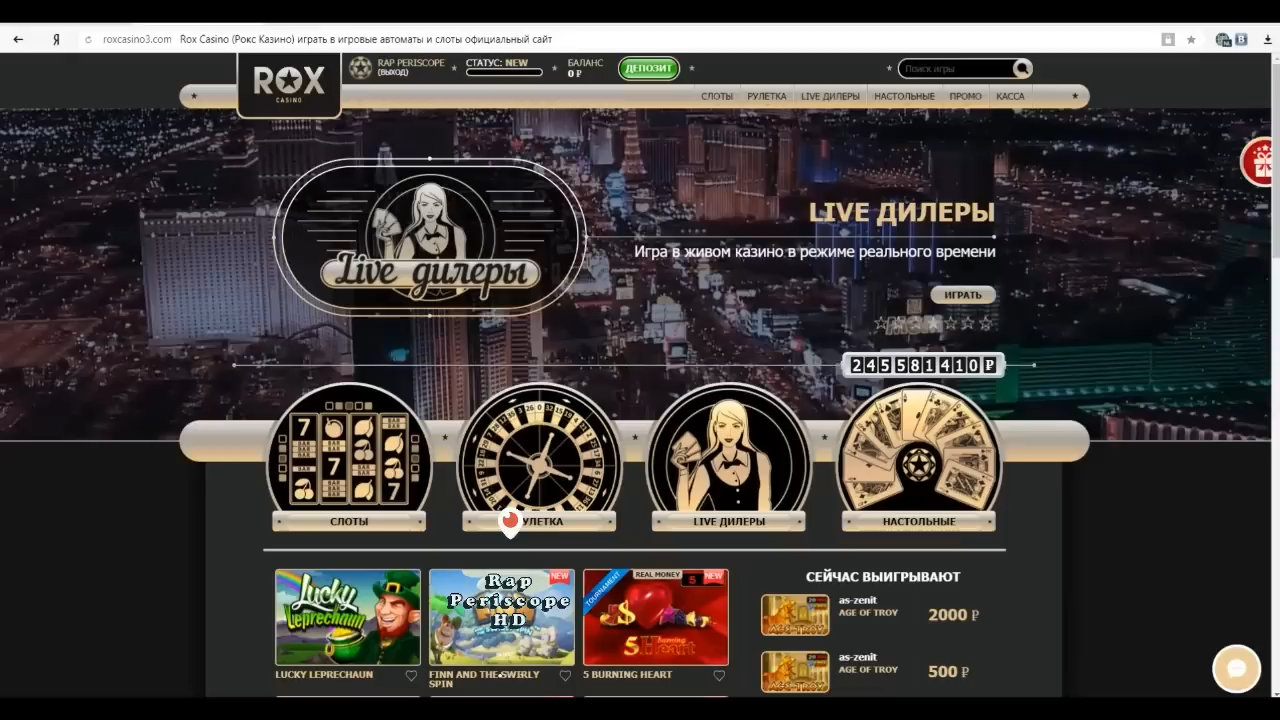 roxcasino3.com Rox Casino (Рокс Казино) играть в игровые автоматы и слоты официальный сайт
ROX
CASINO
RAP PERISCOPE
(ВЫХОД)
СТАТУС: NEW
БАЛАНС
0 ₽
ДЕПОЗИТ
Поиск игры
СЛОТЫ РУЛЕТКА LIVE ДИЛЕРЫ НАСТОЛЬНЫЕ ПРОМО КАССА
Live дилеры
LIVE ДИЛЕРЫ
Игра в живом казино в режиме реального времени
ИГРАТЬ
245581410 ₽
СЛОТЫ
УЛЕТКА
LIVE ДИЛЕРЫ
НАСТОЛЬНЫЕ
Lucky
Leprechaun
NEW
Rap
Periscope
HD
TOURNAMENT
REAL MONEY
5
NEW
5 Burning
Heart
LUCKY LEPRECHAUN
FINN AND THE SWIRLY
SPIN
5 BURNING HEART
СЕЙЧАС ВЫИГРЫВАЮТ
as-zenit
AGE OF TROY
2000 ₽
as-zenit
AGE OF TROY
500 ₽